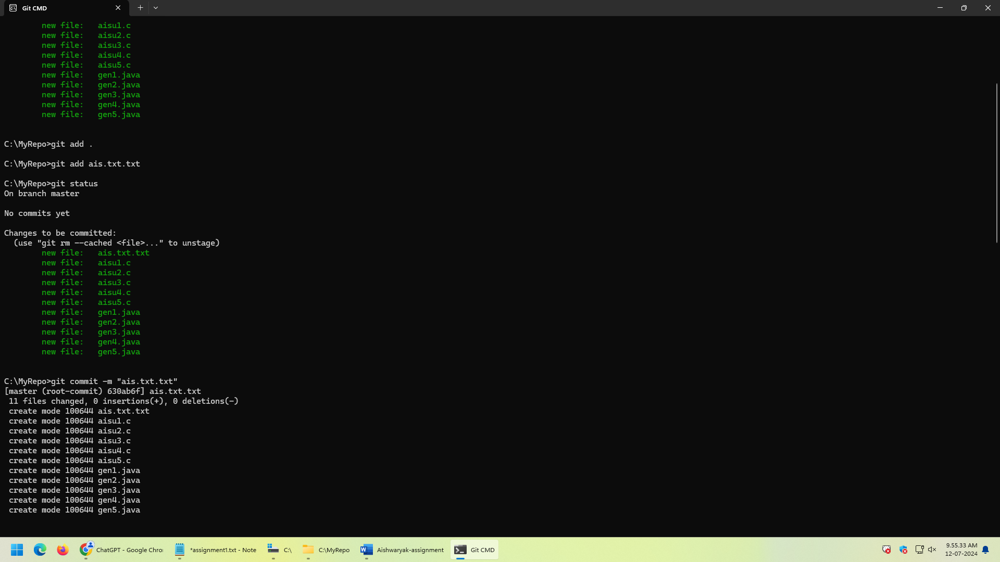 Git CMD
new file:   aisu1.c
new file:   aisu2.c
new file:   aisu3.c
new file:   aisu4.c
new file:   aisu5.c
new file:   gen1.java
new file:   gen2.java
new file:   gen3.java
new file:   gen4.java
new file:   gen5.java
C:\MyRepo>git add .
C:\MyRepo>git add ais.txt.txt
C:\MyRepo>git status
On branch master
No commits yet
Changes to be committed:
(use "git rm --cached <file>..." to unstage)
new file:   ais.txt.txt
new file:   aisu1.c
new file:   aisu2.c
new file:   aisu3.c
new file:   aisu4.c
new file:   aisu5.c
new file:   gen1.java
new file:   gen2.java
new file:   gen3.java
new file:   gen4.java
new file:   gen5.java
C:\MyRepo>git commit -m "ais.txt.txt"
[master (root-commit) 630ab6f] ais.txt.txt
11 files changed, 0 insertions(+), 0 deletions(-)
create mode 100644 ais.txt.txt
create mode 100644 aisu1.c
create mode 100644 aisu2.c
create mode 100644 aisu3.c
create mode 100644 aisu4.c
create mode 100644 aisu5.c
create mode 100644 gen1.java
create mode 100644 gen2.java
create mode 100644 gen3.java
create mode 100644 gen4.java
create mode 100644 gen5.java
ChatGPT - Google Chro
*assignment1.txt - Note
C:\
C:\MyRepo
Aishwaryak-assignment
Git CMD
9.55.33 AM
12-07-2024